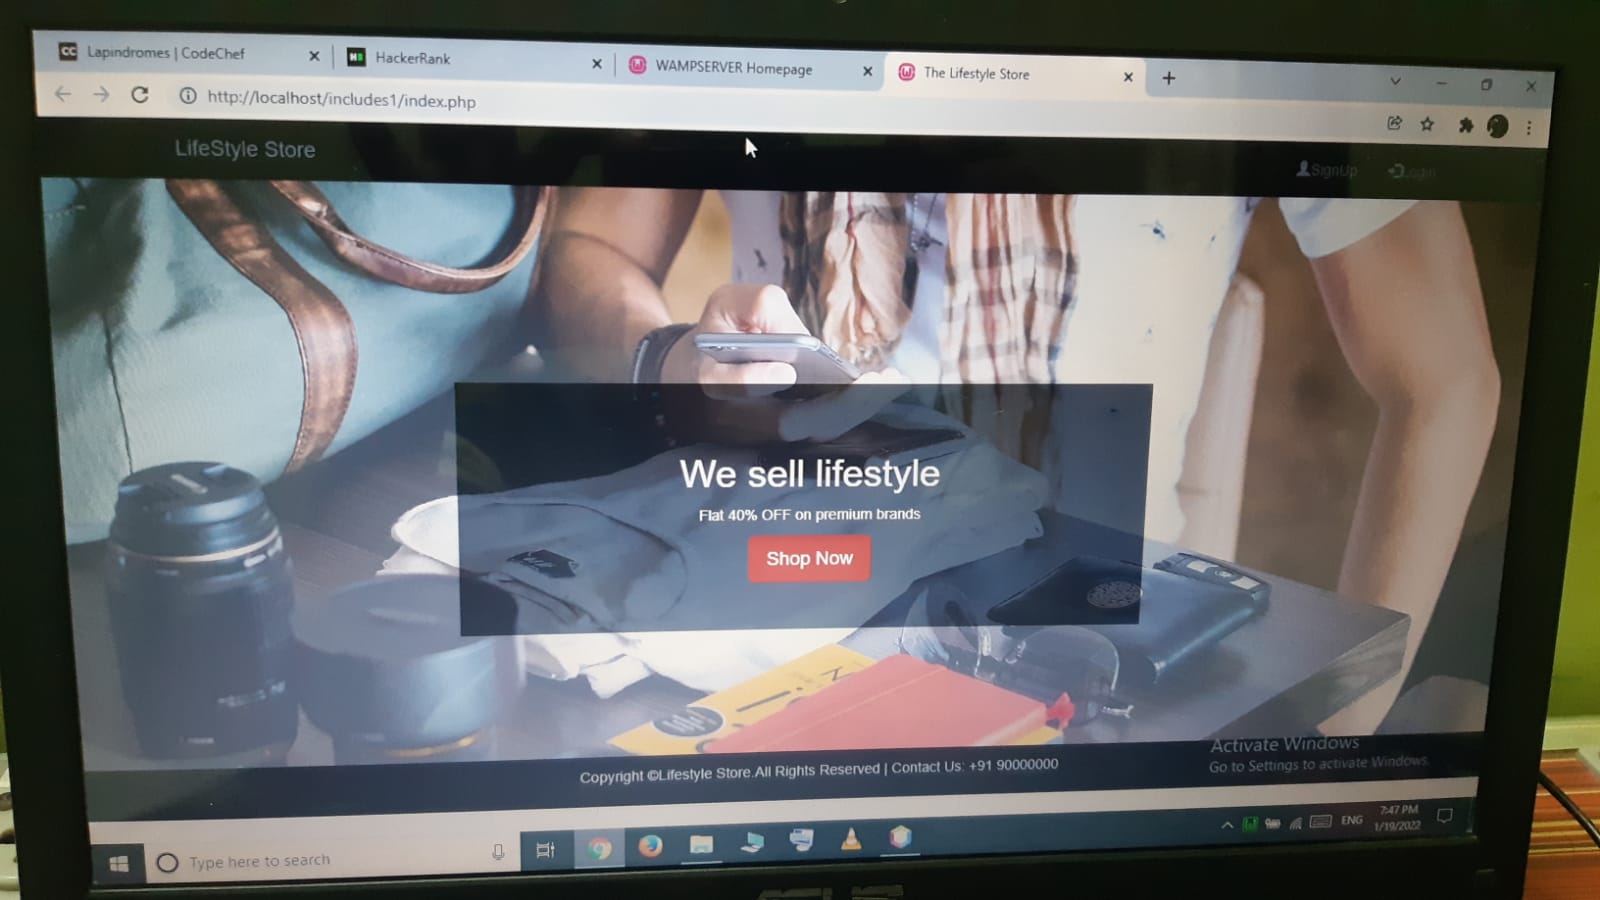 Lapindromes | CodeChef
HackerRank
WAMPSERVER Homepage
The Lifestyle Store
http://localhost/includes1/index.php
LifeStyle Store
SignUp
Login
We sell lifestyle
Flat 40% OFF on premium brands
Shop Now
Activate Windows
Go to Settings to activate Windows.
Copyright ©Lifestyle Store.All Rights Reserved | Contact Us: +91 90000000
Type here to search
ENG
7:47 PM
1/19/2022